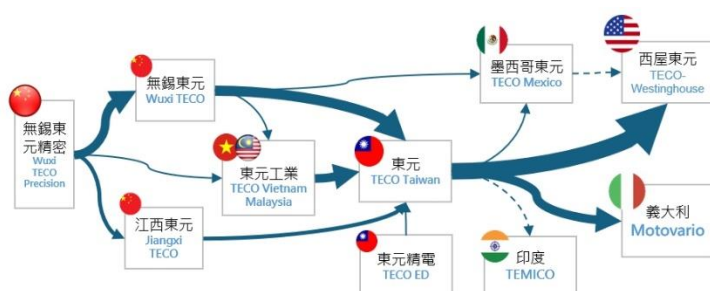 無錫東
元精密
Wuxi
TECO
Precision
無錫東元
Wuxi TECO
東元工業
TECO Vietnam
Malaysia
江西東元
Jiangxi
TECO
東元
TECO Taiwan
東元精電
TECO ED
墨西哥東元
TECO Mexico
西屋東元
TECO-
Westinghouse
印度
TEMICO
義大利
Motovario